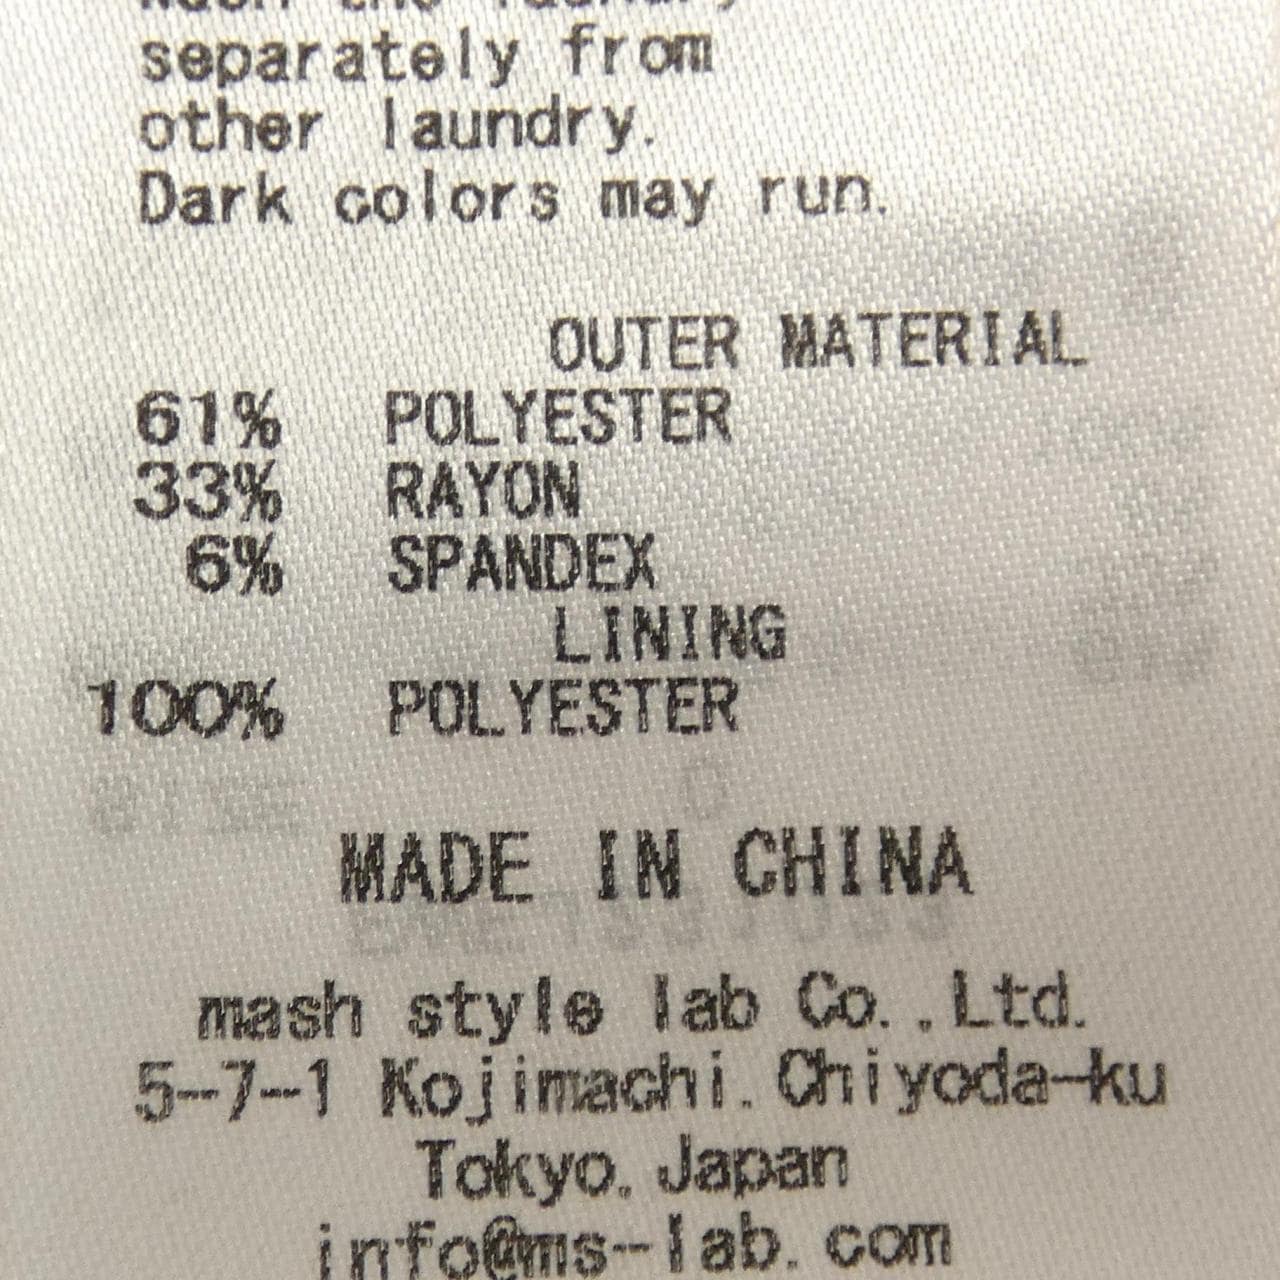 separately from
other laundry.
Dark colors may run.
OUTER MATERIAL
61% POLYESTER
33% RAYON
6% SPANDEX
LINING
100% POLYESTER
MADE IN CHINA
mash style lab Co.,Ltd.
5-7-1 Kojimachi,Chiyoda-ku
Tokyo,Japan
info@ms-lab.com